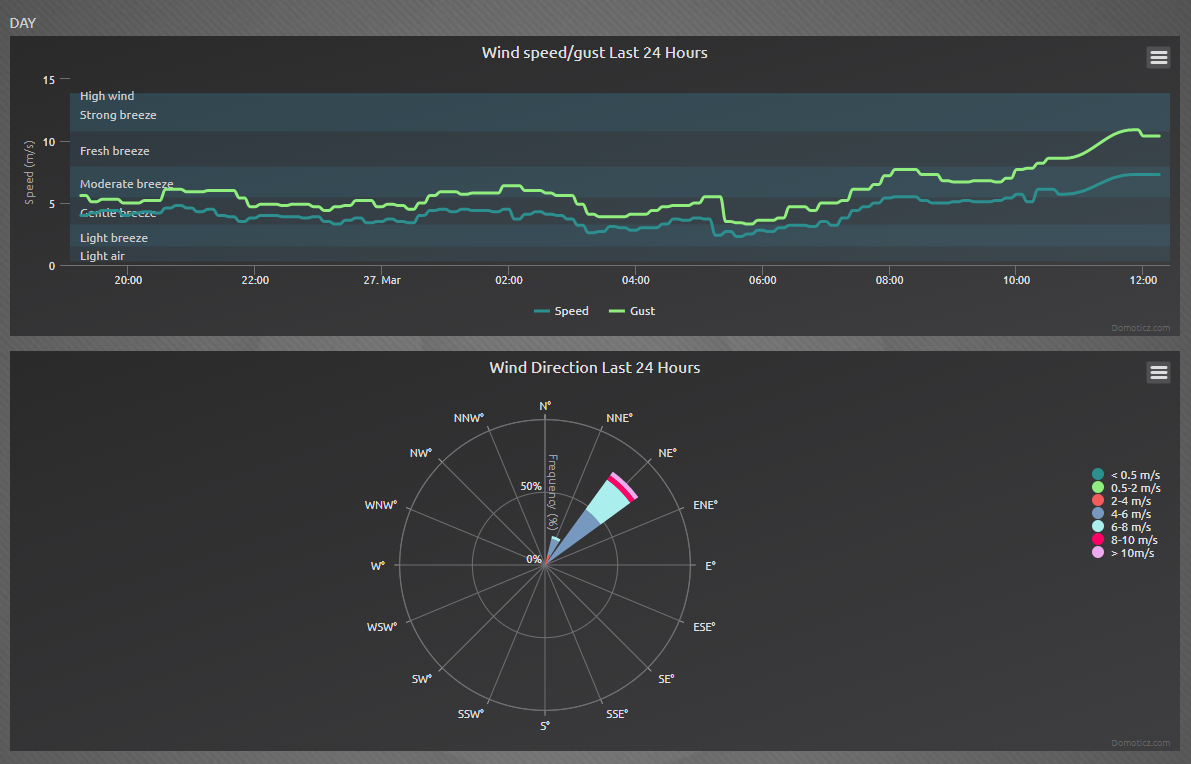 DAY
Wind speed/gust Last 24 Hours
Speed (m/s)
15
10
5
0
High wind
Strong breeze
Fresh breeze
Moderate breeze
Gentle breeze
Light breeze
Light air
20:00 22:00 27. Mar 02:00 04:00 06:00 08:00 10:00 12:00
Speed Gust
Domoticz.com
Wind Direction Last 24 Hours
N°
NNW° NNE°
NW° NE°
WNW° ENE°
W° E°
WSW° ESE°
SW° SE°
SSW° SSE°
S°
Frequency (%)
50%
0%
< 0.5 m/s
0.5-2 m/s
2-4 m/s
4-6 m/s
6-8 m/s
8-10 m/s
> 10m/s
Domoticz.com